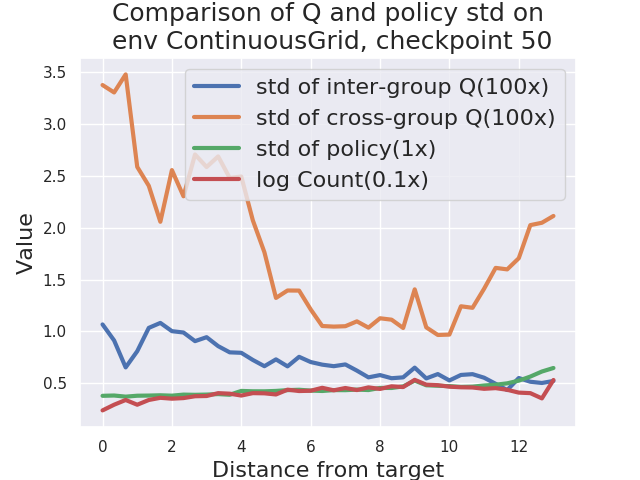 Comparison of Q and policy std on
env ContinuousGrid, checkpoint 50
3.5
3.0
2.5
2.0
1.5
1.0
0.5
Value
std of inter-group Q(100x)
std of cross-group Q(100x)
std of policy(1x)
log Count(0.1x)
0 2 4 6 8 10 12
Distance from target